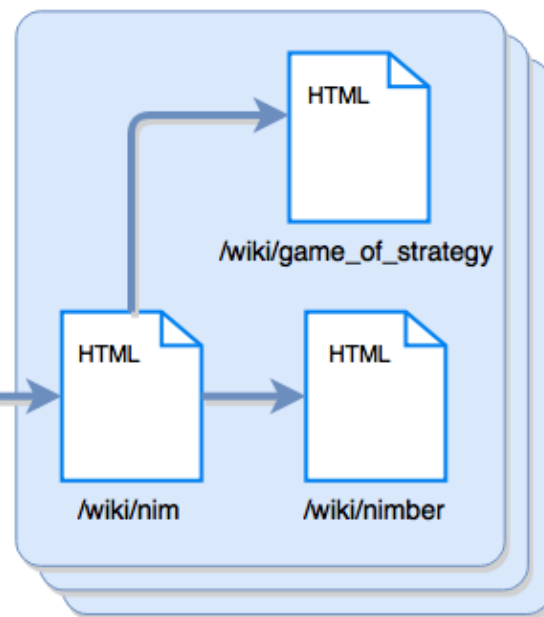 HTML
/wiki/game_of_strategy
HTML
/wiki/nim
HTML
/wiki/nimber